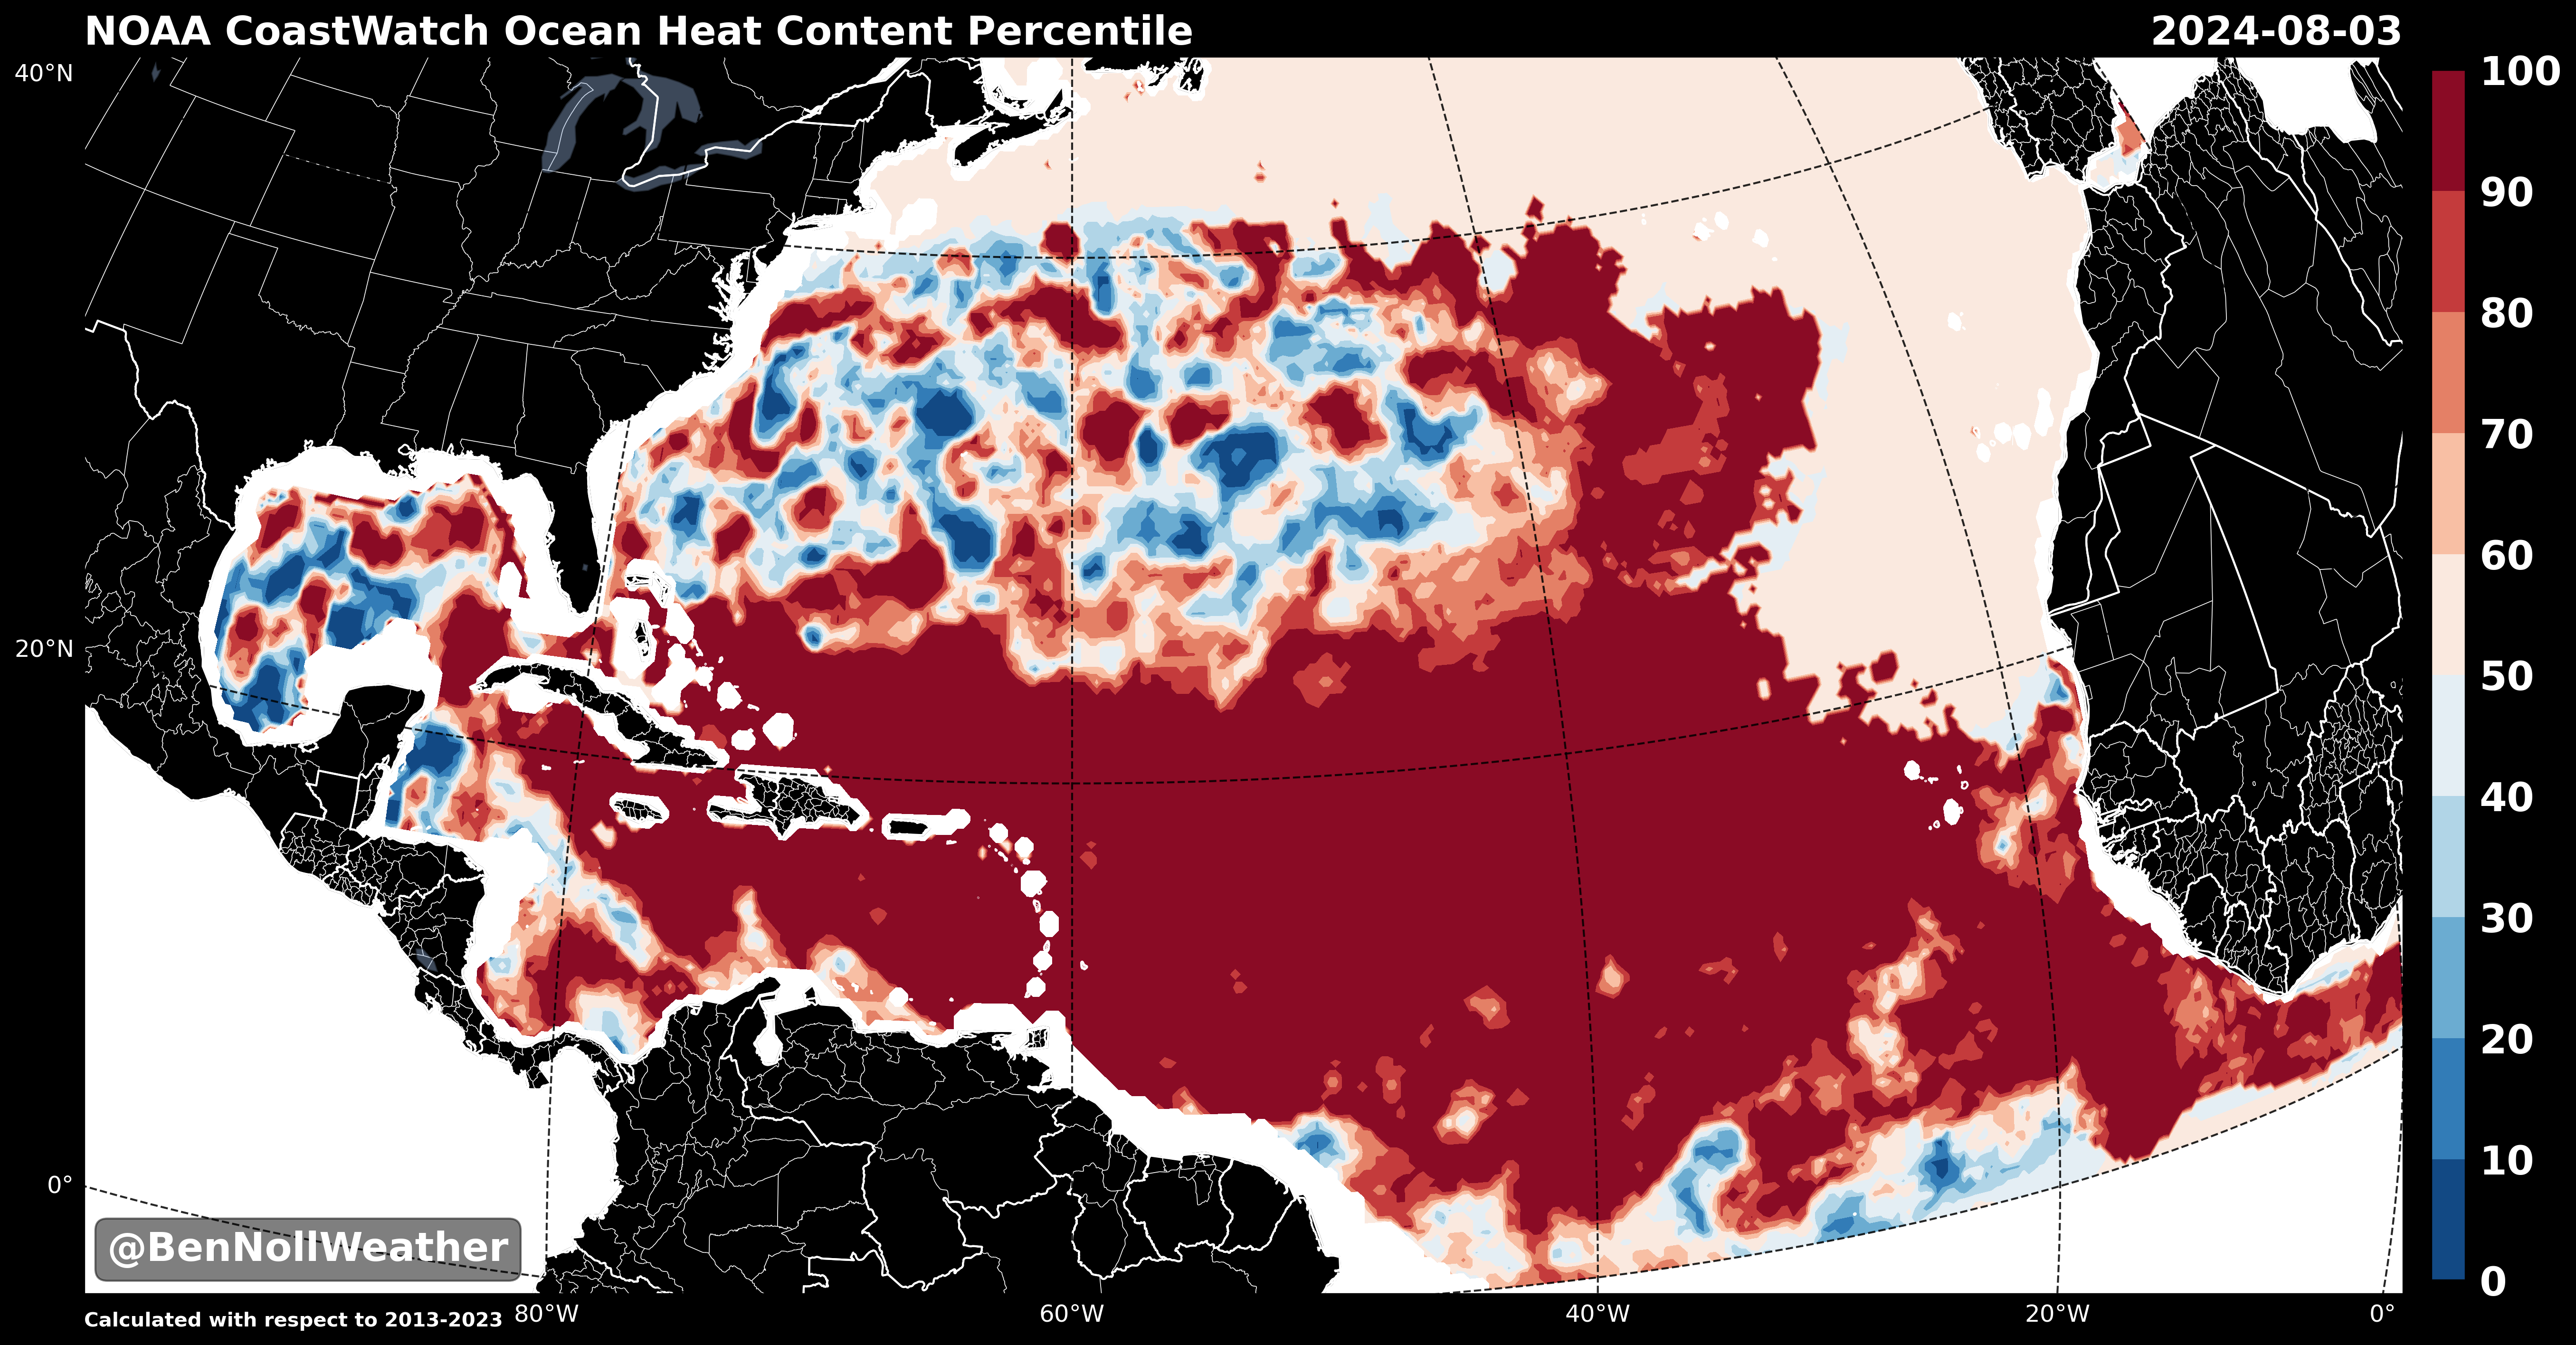 NOAA CoastWatch Ocean Heat Content Percentile
2024-08-03
40°N
20°N
0°
100
90
80
70
60
50
40
30
20
10
0
@BenNollWeather
Calculated with respect to 2013-2023
80°W
60°W
40°W
20°W
0°